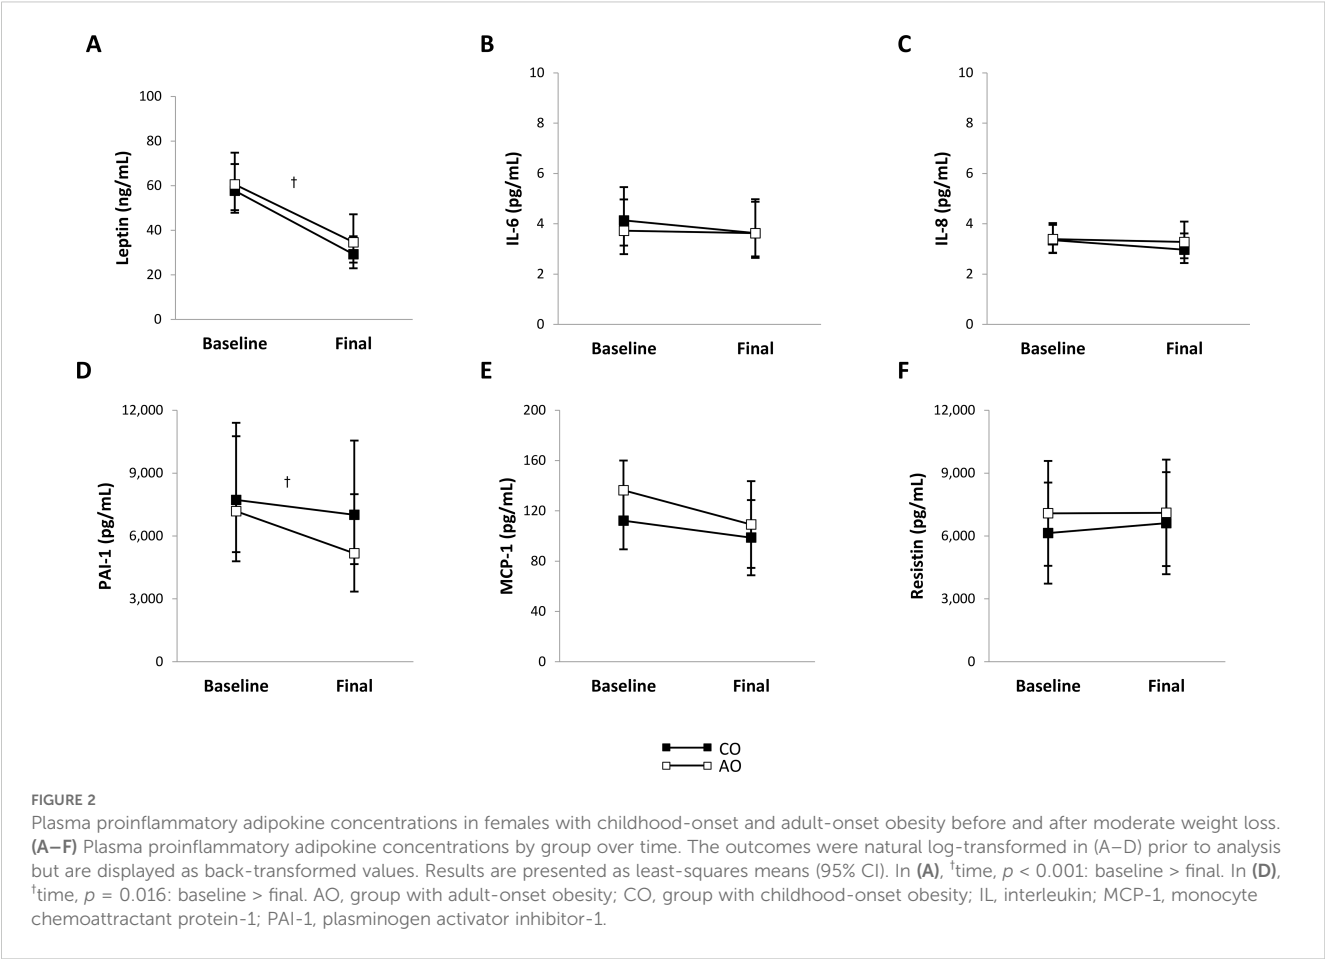 A
B
C
100
80
60
40
20
0
Leptin (ng/mL)
†
Baseline
Final
10
8
6
4
2
0
IL-6 (pg/mL)
Baseline
Final
10
8
6
4
2
0
IL-8 (pg/mL)
Baseline
Final
D
E
F
12,000
9,000
6,000
3,000
0
PAI-1 (pg/mL)
†
Baseline
Final
200
160
120
80
40
0
MCP-1 (pg/mL)
Baseline
Final
12,000
9,000
6,000
3,000
0
Resistin (pg/mL)
Baseline
Final
CO
AO
FIGURE 2
Plasma proinflammatory adipokine concentrations in females with childhood-onset and adult-onset obesity before and after moderate weight loss.
(A–F) Plasma proinflammatory adipokine concentrations by group over time. The outcomes were natural log-transformed in (A–D) prior to analysis
but are displayed as back-transformed values. Results are presented as least-squares means (95% CI). In (A), †time, p < 0.001: baseline > final. In (D),
†time, p = 0.016: baseline > final. AO, group with adult-onset obesity; CO, group with childhood-onset obesity; IL, interleukin; MCP-1, monocyte
chemoattractant protein-1; PAI-1, plasminogen activator inhibitor-1.